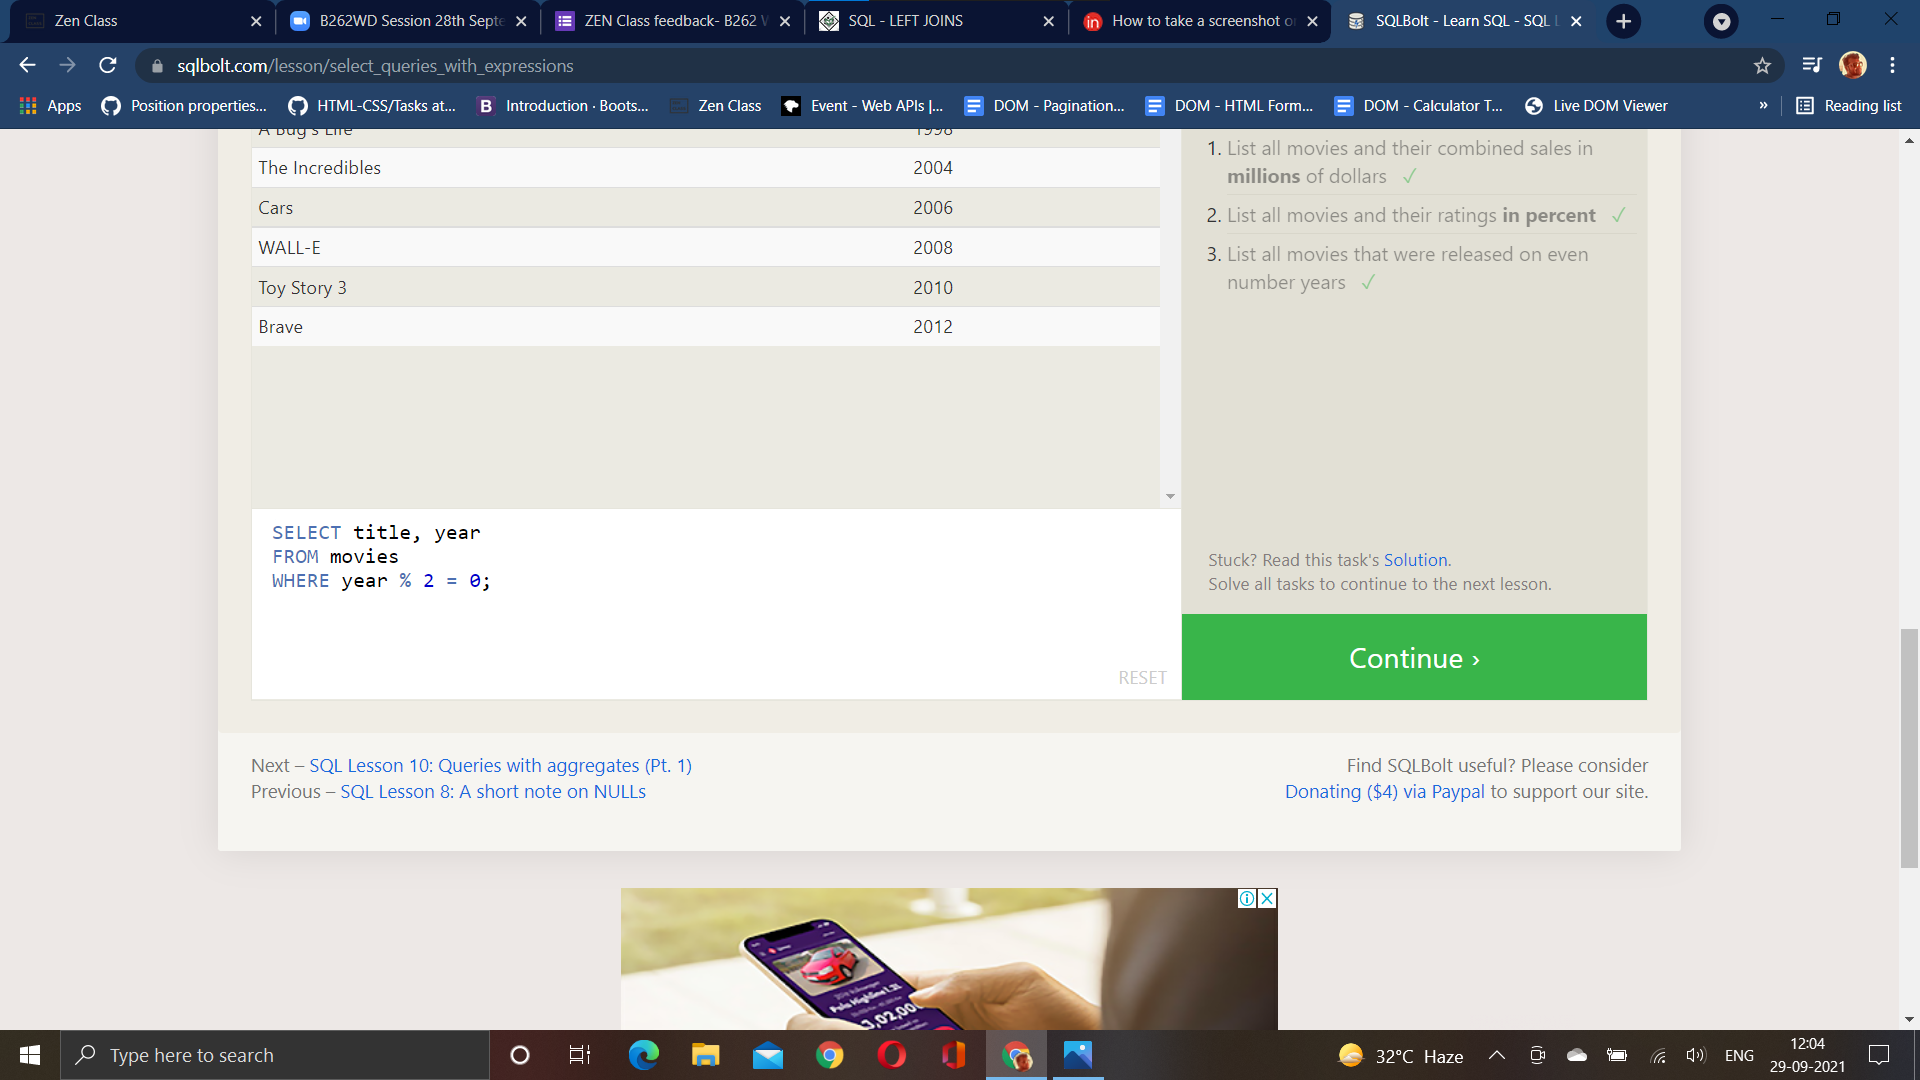 Zen Class
B262WD Session 28th Septe
ZEN Class feedback- B262 W
SQL - LEFT JOINS
How to take a screenshot o
SQLBolt - Learn SQL - SQL L
sqlbolt.com/lesson/select_queries_with_expressions
Apps
Position properties...
HTML-CSS/Tasks at...
Introduction · Boots...
Zen Class
Event - Web APIs |...
DOM - Pagination...
DOM - HTML Form...
DOM - Calculator T...
Live DOM Viewer
»
Reading list
A Bug's Life 1998
The Incredibles 2004
Cars 2006
WALL-E 2008
Toy Story 3 2010
Brave 2012
1. List all movies and their combined sales in
millions of dollars ✓
2. List all movies and their ratings in percent ✓
3. List all movies that were released on even
number years ✓
SELECT title, year
FROM movies
WHERE year % 2 = 0;
RESET
Stuck? Read this task's Solution.
Solve all tasks to continue to the next lesson.
Continue ›
Next – SQL Lesson 10: Queries with aggregates (Pt. 1)
Previous – SQL Lesson 8: A short note on NULLs
Find SQLBolt useful? Please consider
Donating ($4) via Paypal to support our site.
Polo Highline 1.2L
3,02,000
Type here to search
32°C Haze
ENG
12:04
29-09-2021